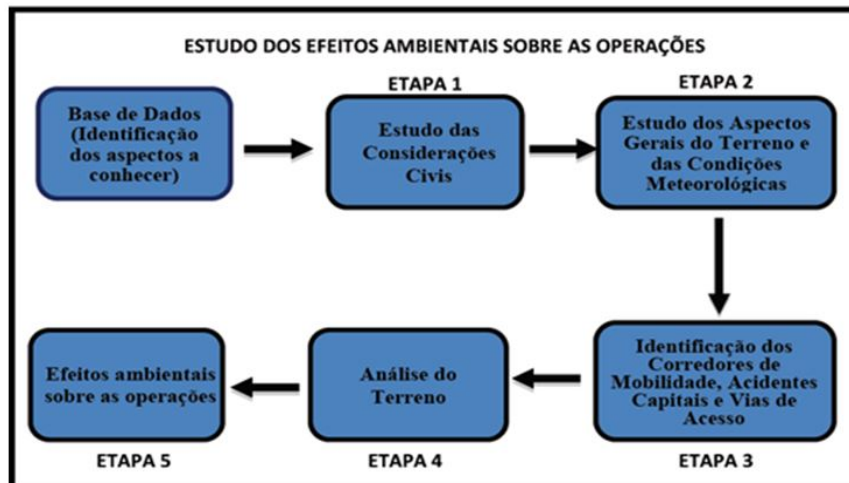 ESTUDO DOS EFEITOS AMBIENTAIS SOBRE AS OPERAÇÕES
Base de Dados
(Identificação
dos aspectos a
conhecer)
ETAPA 1
Estudo das
Considerações
Civis
ETAPA 2
Estudo dos Aspectos
Gerais do Terreno e
das Condições
Meteorológicas
Identificação dos
Corredores de
Mobilidade, Acidentes
Capitais e Vias de
Acesso
ETAPA 3
Análise do
Terreno
ETAPA 4
Efeitos ambientais
sobre as operações
ETAPA 5